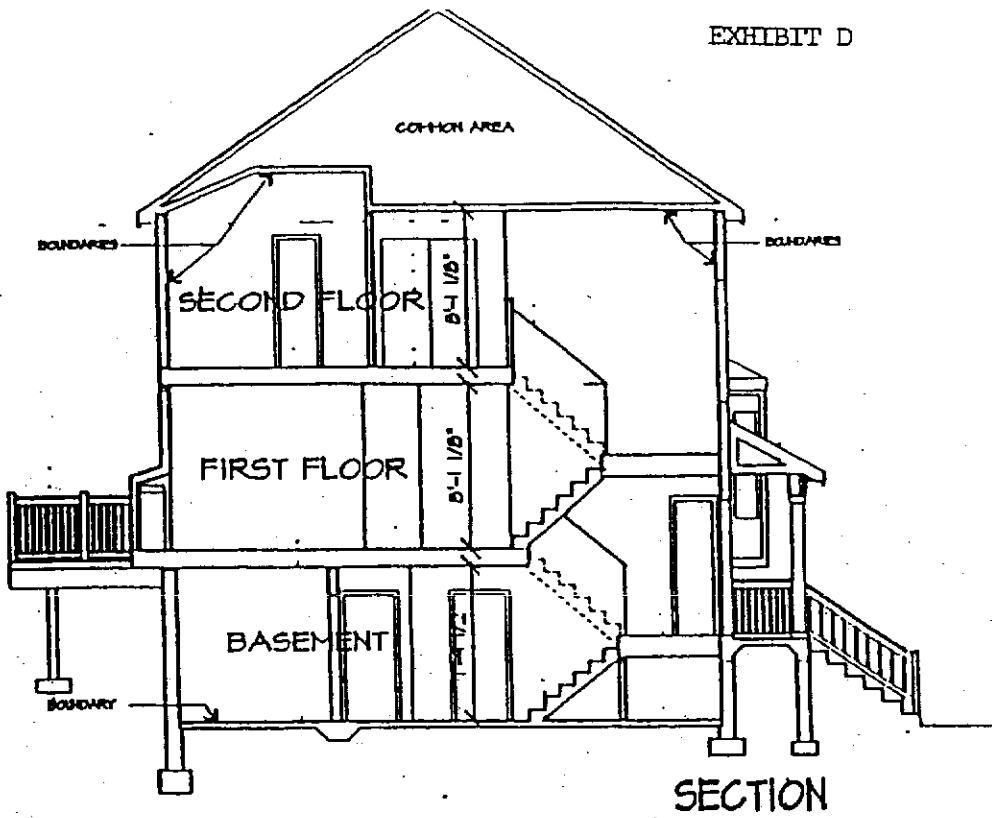 EXHIBIT D
COMMON AREA
BOUNDARIES
BOUNDARIES
SECOND FLOOR
8'-1 1/8"
FIRST FLOOR
8'-1 1/8"
BASEMENT
BOUNDARY
SECTION